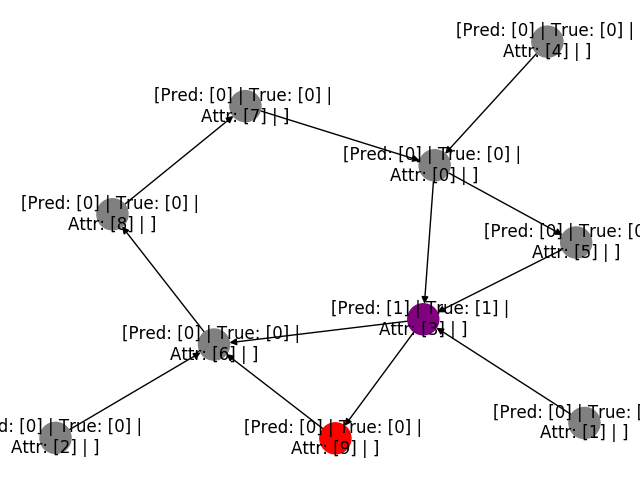 [Pred: [0] | True: [0] |
Attr: [4] | ]
[Pred: [0] | True: [0] |
Attr: [7] | ]
[Pred: [0] | True: [0] |
Attr: [0] | ]
[Pred: [0] | True: [0] |
Attr: [8] | ]
[Pred: [0] | True: [0
Attr: [5] | ]
[Pred: [1] | True: [1] |
Attr: [3] | ]
[Pred: [0] | True: [0] |
Attr: [6] | ]
[Pred: [0] | True: [
Attr: [1] | ]
d: [0] | True: [0] |
Attr: [2] | ]
[Pred: [0] | True: [0] |
Attr: [9] | ]